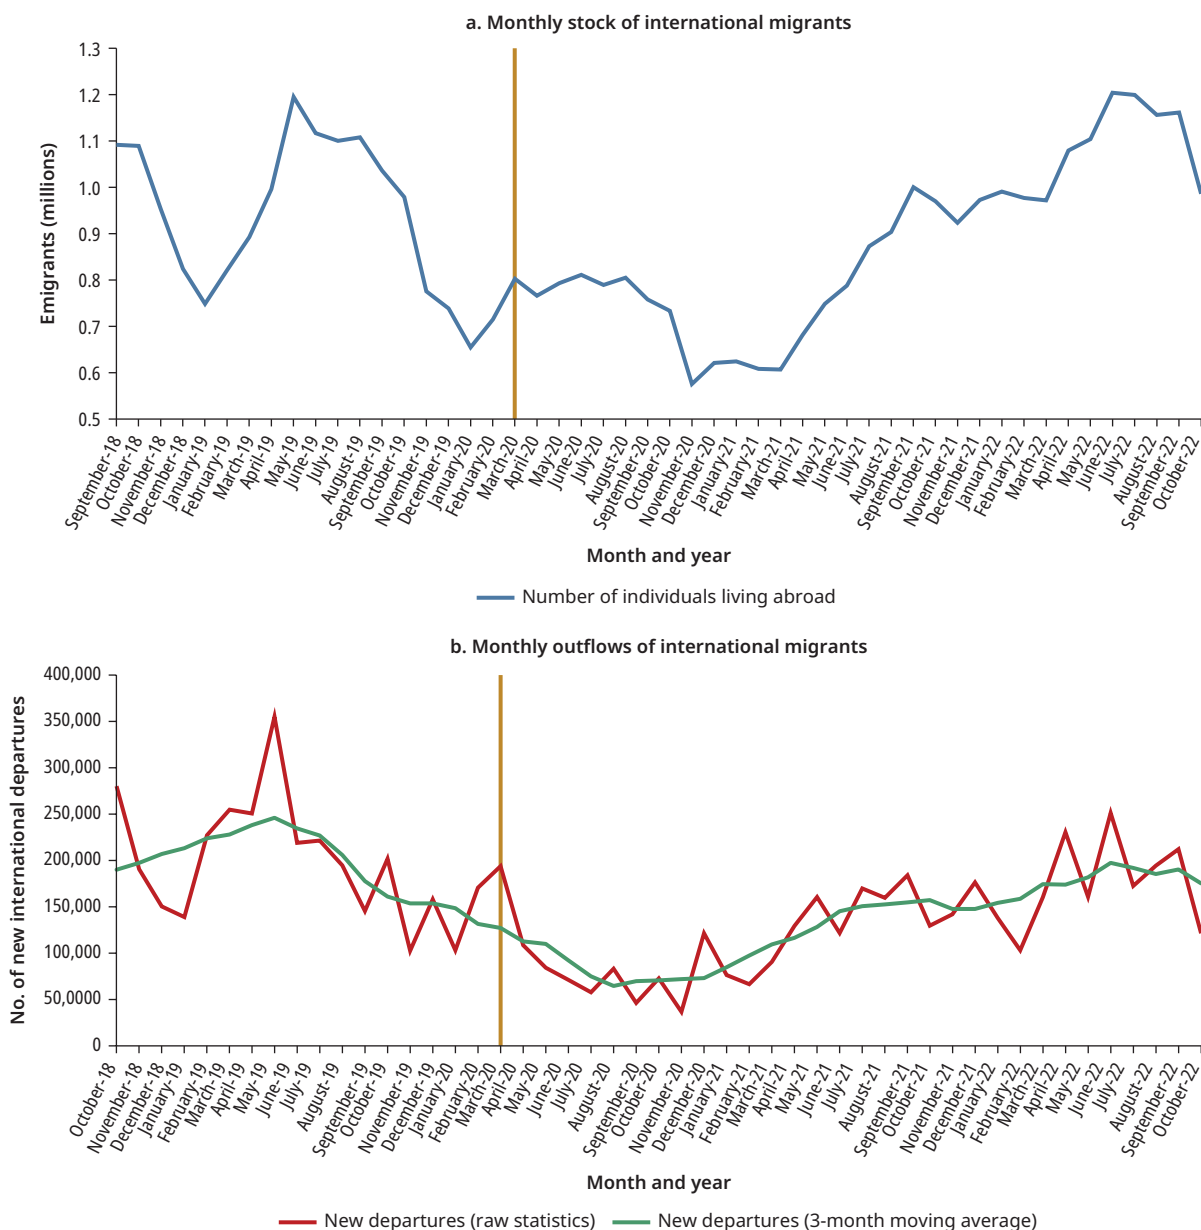 a. Monthly stock of international migrants
Emigrants (millions)
1.3
1.2
1.1
1.0
0.9
0.8
0.7
0.6
0.5
September-18
October-18
November-18
December-18
January-19
February-19
March-19
April-19
May-19
June-19
July-19
August-19
September-19
October-19
November-19
December-19
January-20
February-20
March-20
April-20
May-20
June-20
July-20
August-20
September-20
October-20
November-20
December-20
January-21
February-21
March-21
April-21
May-21
June-21
July-21
August-21
September-21
October-21
November-21
December-21
January-22
February-22
March-22
April-22
May-22
June-22
July-22
August-22
September-22
October-22
Month and year
Number of individuals living abroad
b. Monthly outflows of international migrants
No. of new international departures
400,000
350,000
300,000
250,000
200,000
150,000
100,000
50,0000
0
October-18
November-18
December-18
January-19
February-19
March-19
April-19
May-19
June-19
July-19
August-19
September-19
October-19
November-19
December-19
January-20
February-20
March-20
April-20
May-20
June-20
July-20
August-20
September-20
October-20
November-20
December-20
January-21
February-21
March-21
April-21
May-21
June-21
July-21
August-21
September-21
October-21
November-21
December-21
January-22
February-22
March-22
April-22
May-22
June-22
July-22
August-22
September-22
October-22
Month and year
New departures (raw statistics)
New departures (3-month moving average)